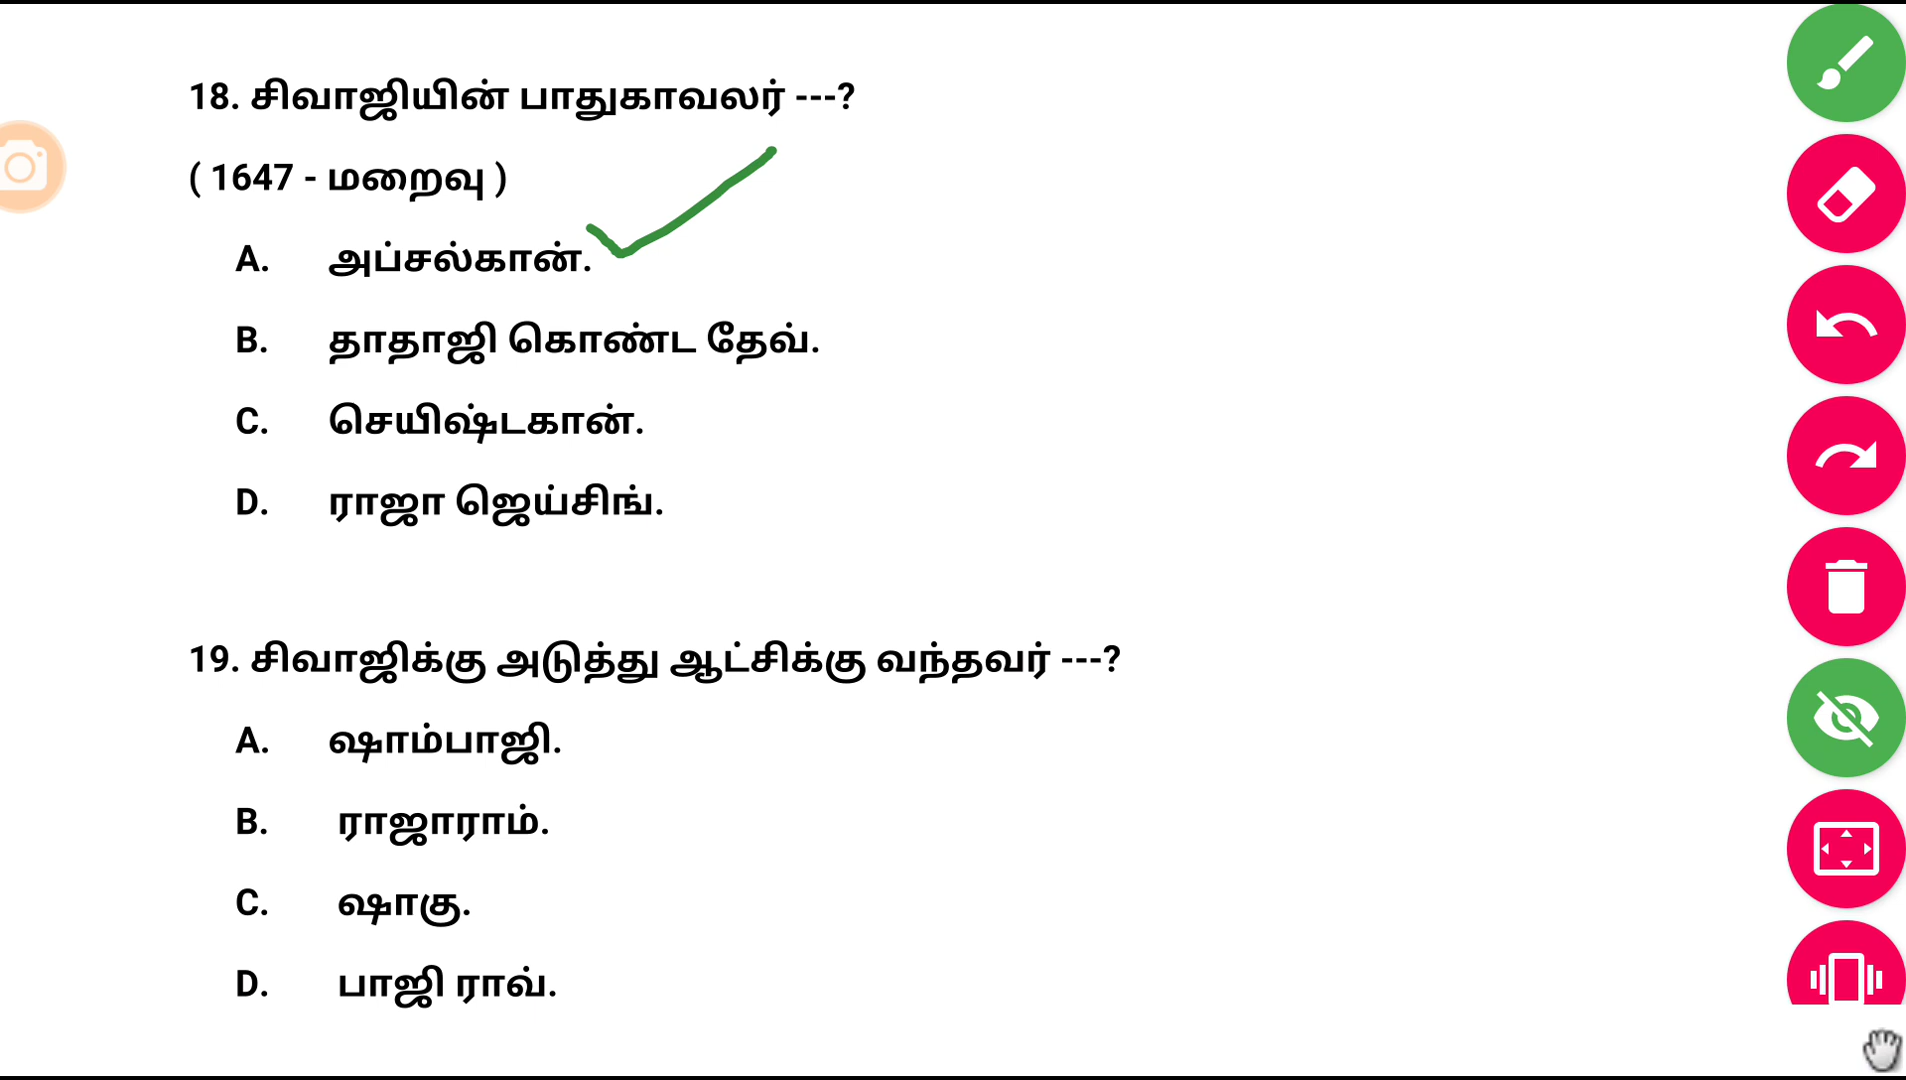 18. சிவாஜியின் பாதுகாவலர் ---?
( 1647 - மறைவு )
A. அப்சல்கான்.
B. தாதாஜி கொண்ட தேவ்.
C. செயிஷ்டகான்.
D. ராஜா ஜெய்சிங்.
19. சிவாஜிக்கு அடுத்து ஆட்சிக்கு வந்தவர் ---?
A. ஷாம்பாஜி.
B. ராஜாராம்.
C. ஷாகு.
D. பாஜி ராவ்.